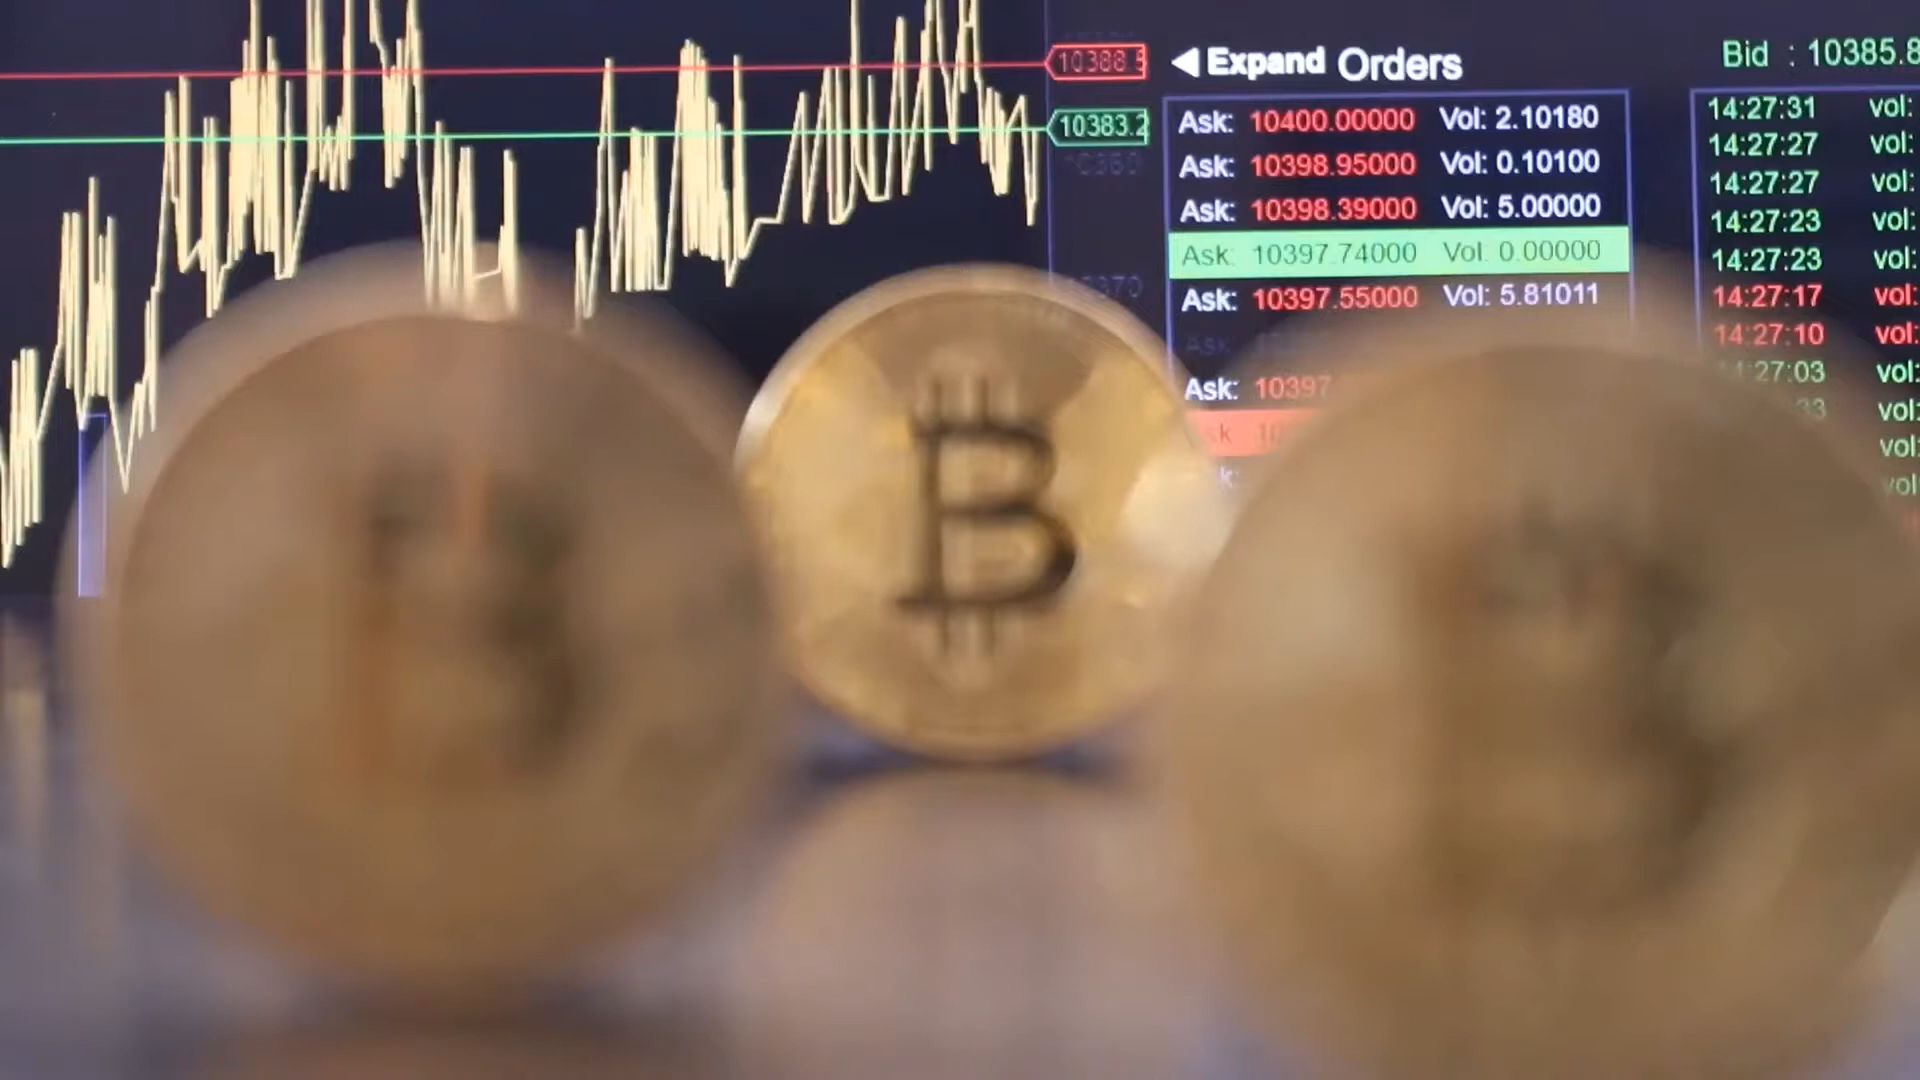 10388.5
10383.2
Expand Orders
Ask: 10400.00000 Vol: 2.10180
Ask: 10398.95000 Vol: 0.10100
Ask: 10398.39000 Vol: 5.00000
Ask: 10397.74000 Vol: 0.00000
Ask: 10397.55000 Vol: 5.81011
Ask: 10397
Bid : 10385.8
14:27:31 vol:
14:27:27 vol:
14:27:27 vol:
14:27:23 vol:
14:27:23 vol:
14:27:17 vol:
14:27:10 vol:
14:27:03 vol:
vol:
vol:
vol: